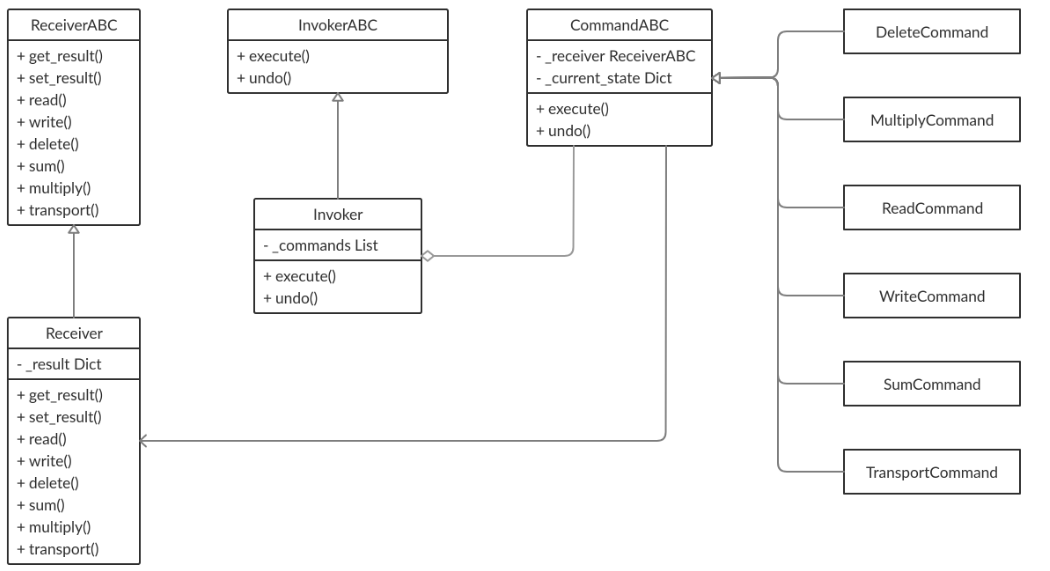 ReceiverABC
+ get_result()
+ set_result()
+ read()
+ write()
+ delete()
+ sum()
+ multiply()
+ transport()
InvokerABC
+ execute()
+ undo()
CommandABC
- _receiver ReceiverABC
- _current_state Dict
+ execute()
+ undo()
DeleteCommand
MultiplyCommand
ReadCommand
WriteCommand
SumCommand
TransportCommand
Invoker
- _commands List
+ execute()
+ undo()
Receiver
- _result Dict
+ get_result()
+ set_result()
+ read()
+ write()
+ delete()
+ sum()
+ multiply()
+ transport()